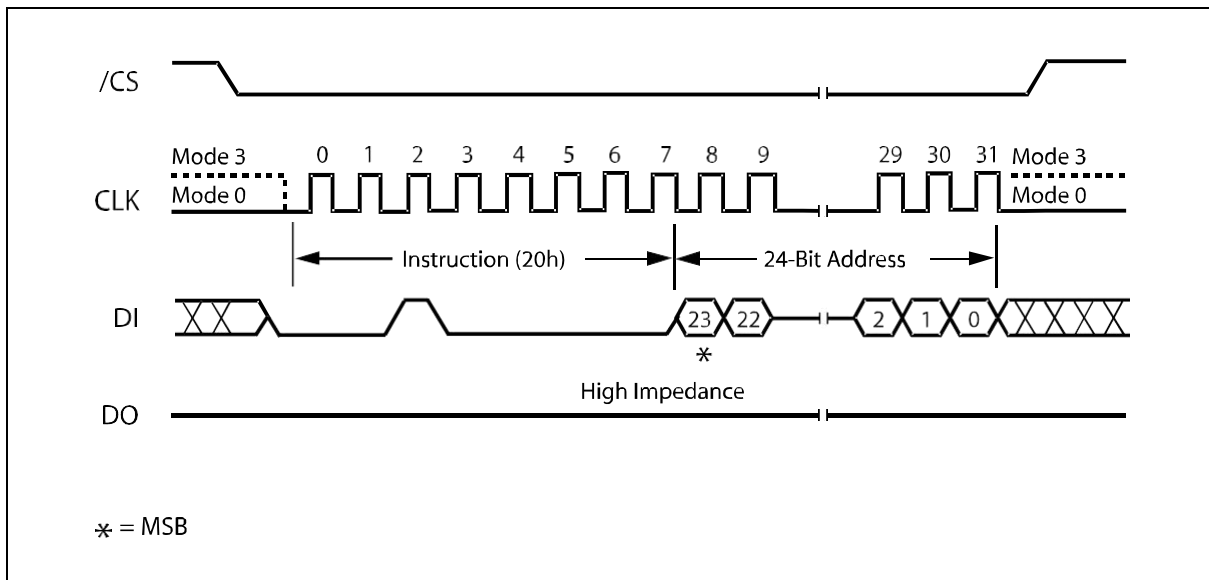 /CS
Mode 3 0 1 2 3 4 5 6 7 8 9 29 30 31 Mode 3
CLK Mode 0 Mode 0
Instruction (20h) 24-Bit Address
DI 23 22 2 1 0
*
High Impedance
DO
* = MSB